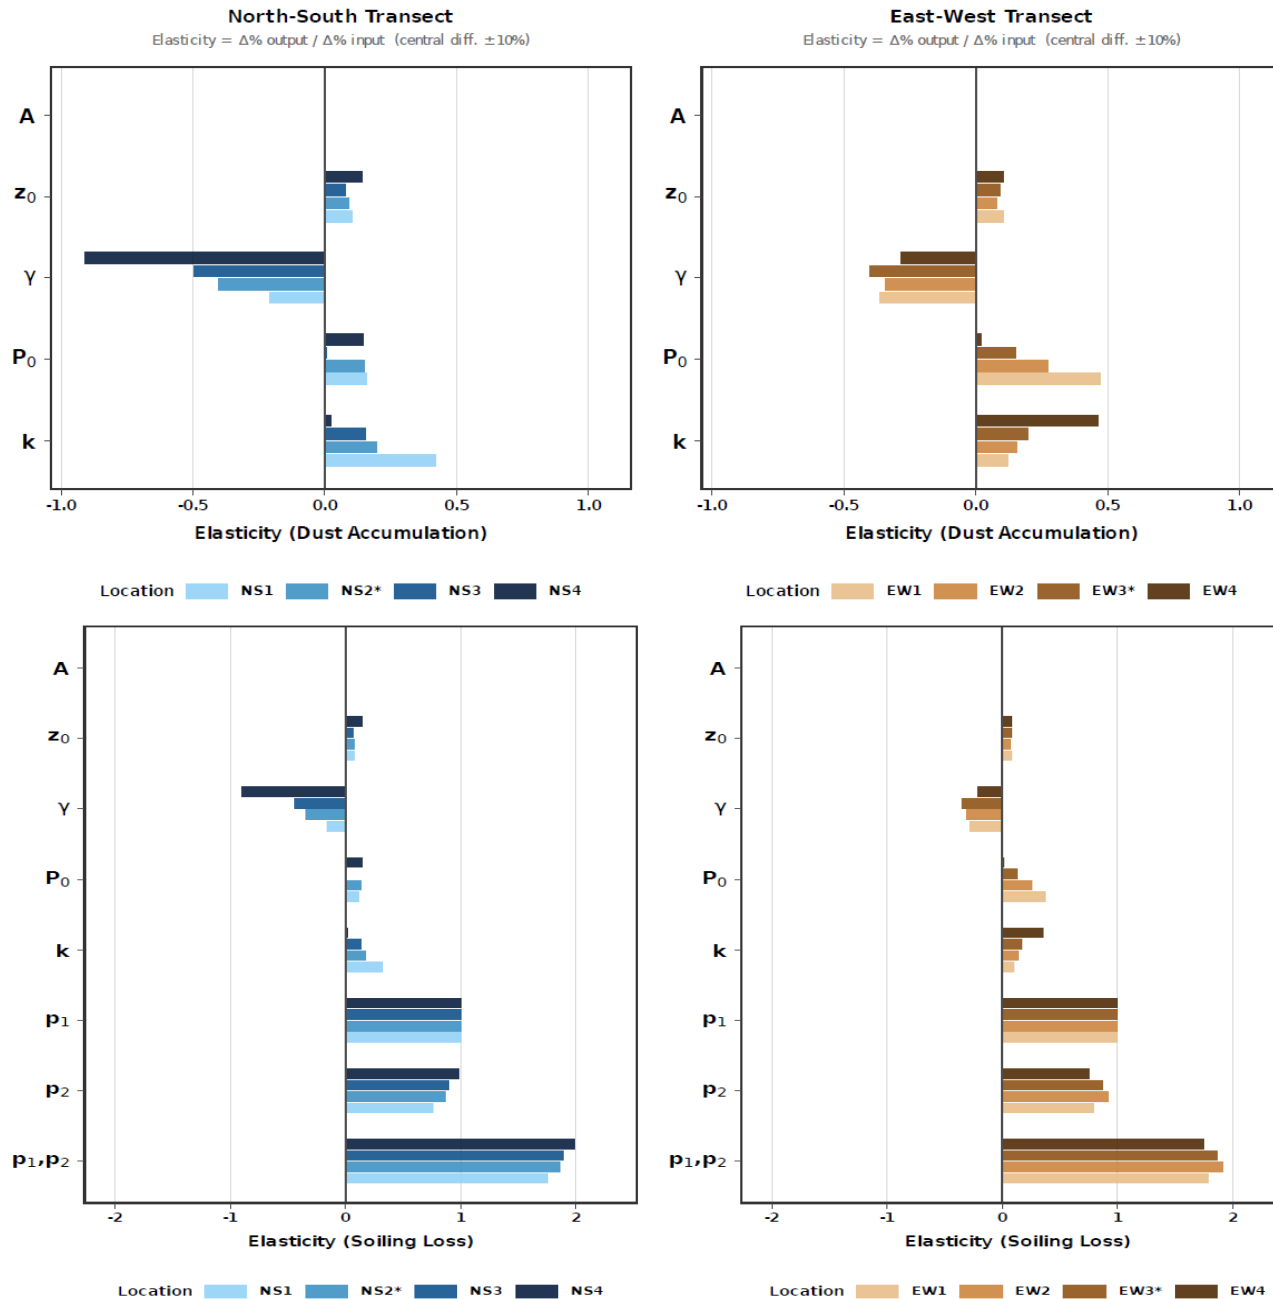 North-South Transect
Elasticity = Δ% output / Δ% input (central diff. ±10%)
A
z₀
γ
P₀
k
-1.0 -0.5 0.0 0.5 1.0
Elasticity (Dust Accumulation)
Location NS1 NS2* NS3 NS4
East-West Transect
Elasticity = Δ% output / Δ% input (central diff. ±10%)
A
z₀
γ
P₀
k
-1.0 -0.5 0.0 0.5 1.0
Elasticity (Dust Accumulation)
Location EW1 EW2 EW3* EW4
A
z₀
γ
P₀
k
p₁
p₂
p₁,p₂
-2 -1 0 1 2
Elasticity (Soiling Loss)
Location NS1 NS2* NS3 NS4
A
z₀
γ
P₀
k
p₁
p₂
p₁,p₂
-2 -1 0 1 2
Elasticity (Soiling Loss)
Location EW1 EW2 EW3* EW4